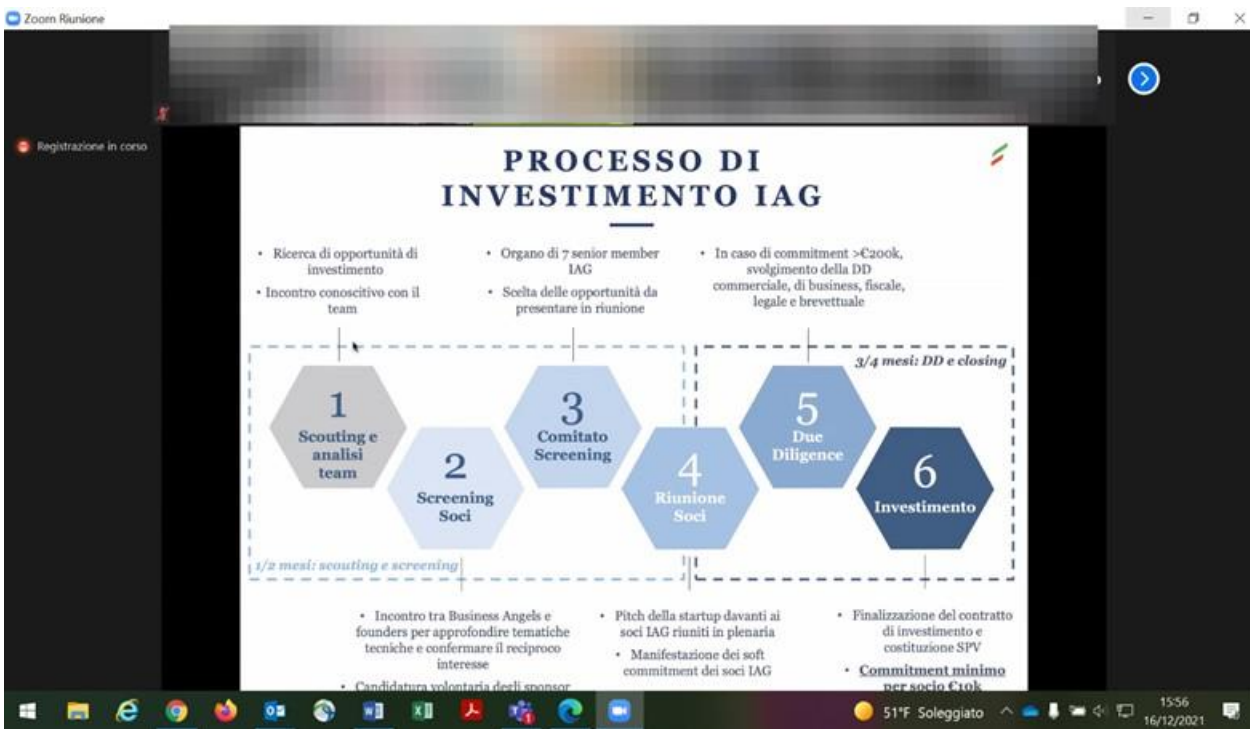 Zoom Riunione
Registrazione in corso
PROCESSO DI
INVESTIMENTO IAG
• Ricerca di opportunità di
investimento
• Incontro conoscitivo con il
team
• Organo di 7 senior member
IAG
• Scelta delle opportunità da
presentare in riunione
• In caso di commitment >€200k,
svolgimento della DD
commerciale, di business, fiscale,
legale e brevettuale
3/4 mesi: DD e closing
1
Scouting e
analisi
team
2
Screening
Soci
3
Comitato
Screening
4
Riunione
Soci
5
Due
Diligence
6
Investimento
1/2 mesi: scouting e screening
• Incontro tra Business Angels e
founders per approfondire tematiche
tecniche e confermare il reciproco
interesse
• Candidatura volontaria degli sponsor
• Pitch della startup davanti ai
soci IAG riuniti in plenaria
• Manifestazione dei soft
commitment dei soci IAG
• Finalizzazione del contratto
di investimento e
costituzione SPV
• Commitment minimo
per socio €10k
51°F Soleggiato
15:56
16/12/2021